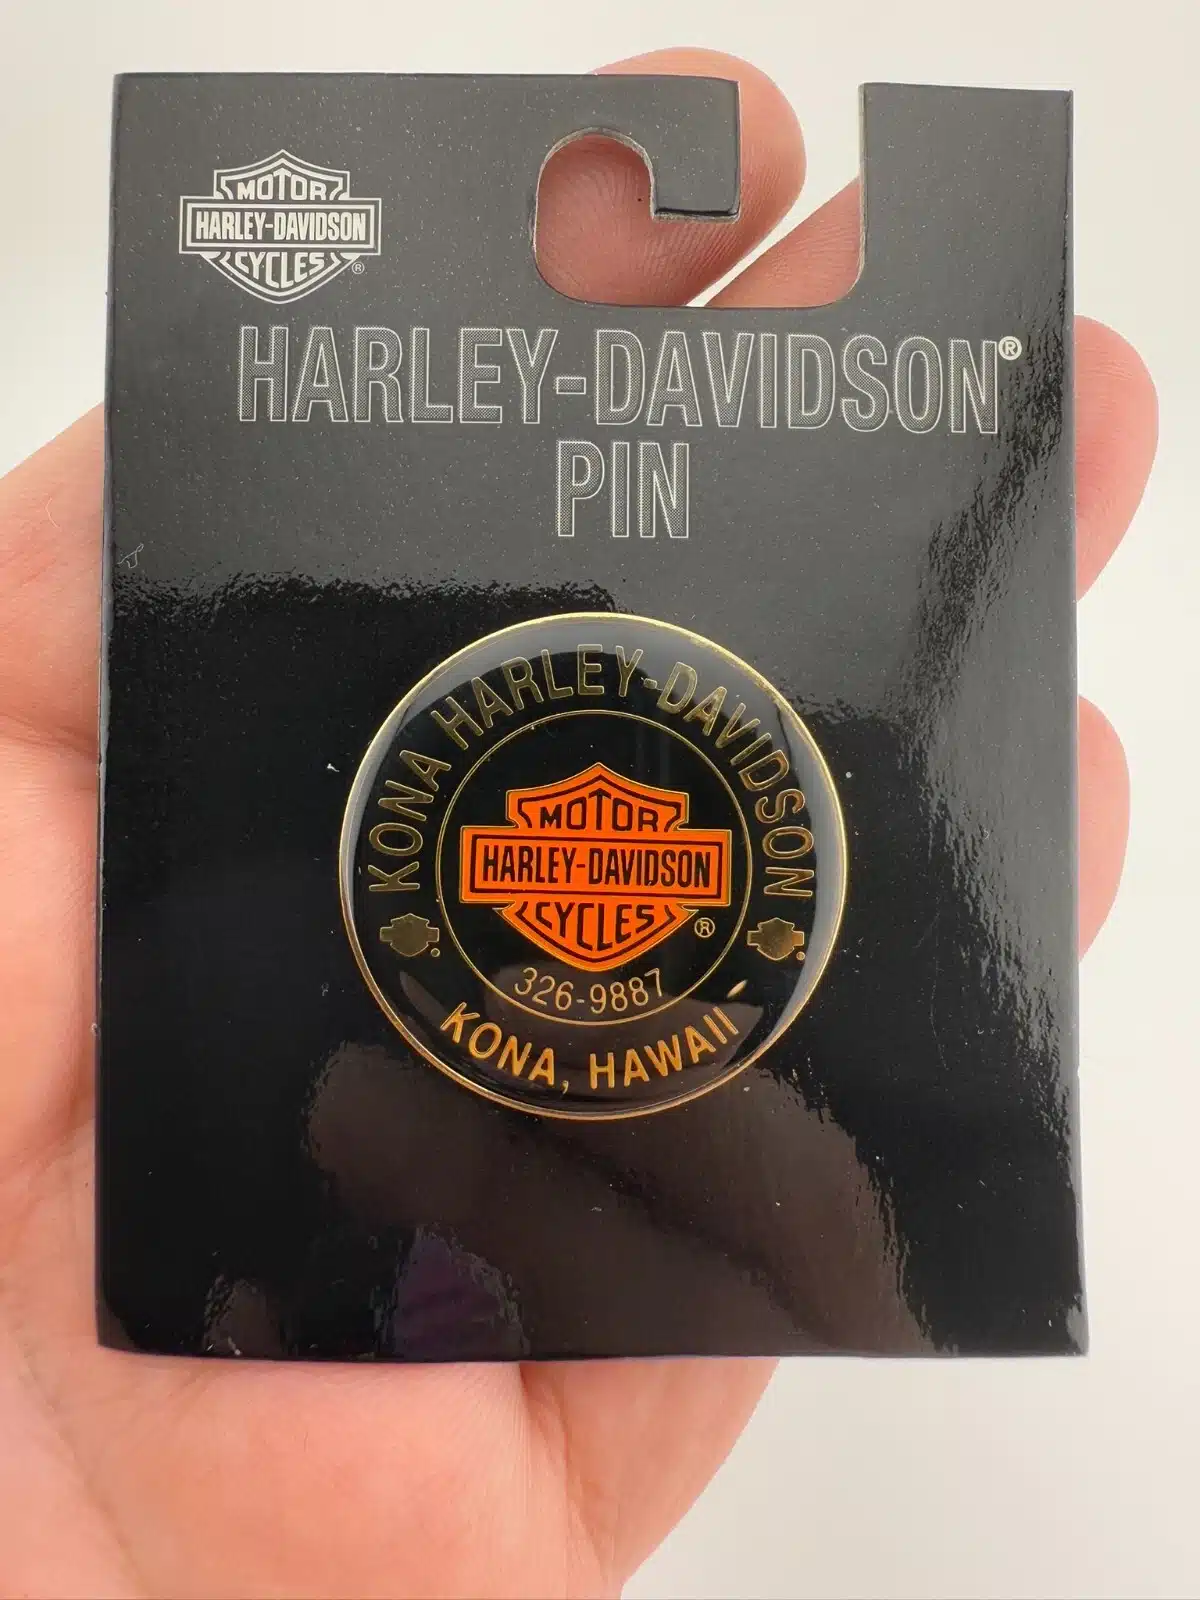 MOTOR
HARLEY-DAVIDSON
CYCLES®
HARLEY-DAVIDSON®
PIN
KONA HARLEY-DAVIDSON
MOTOR
HARLEY-DAVIDSON
CYCLES®
326-9887
KONA, HAWAII